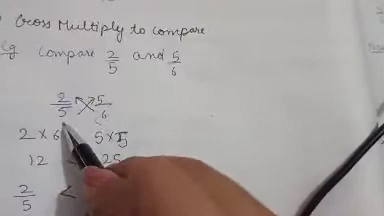 Cross Multiply to compare
Eg Compare 2/5 and 5/6
2/5 5/6
2 × 6 5 × 5
12 < 25
2/5 <